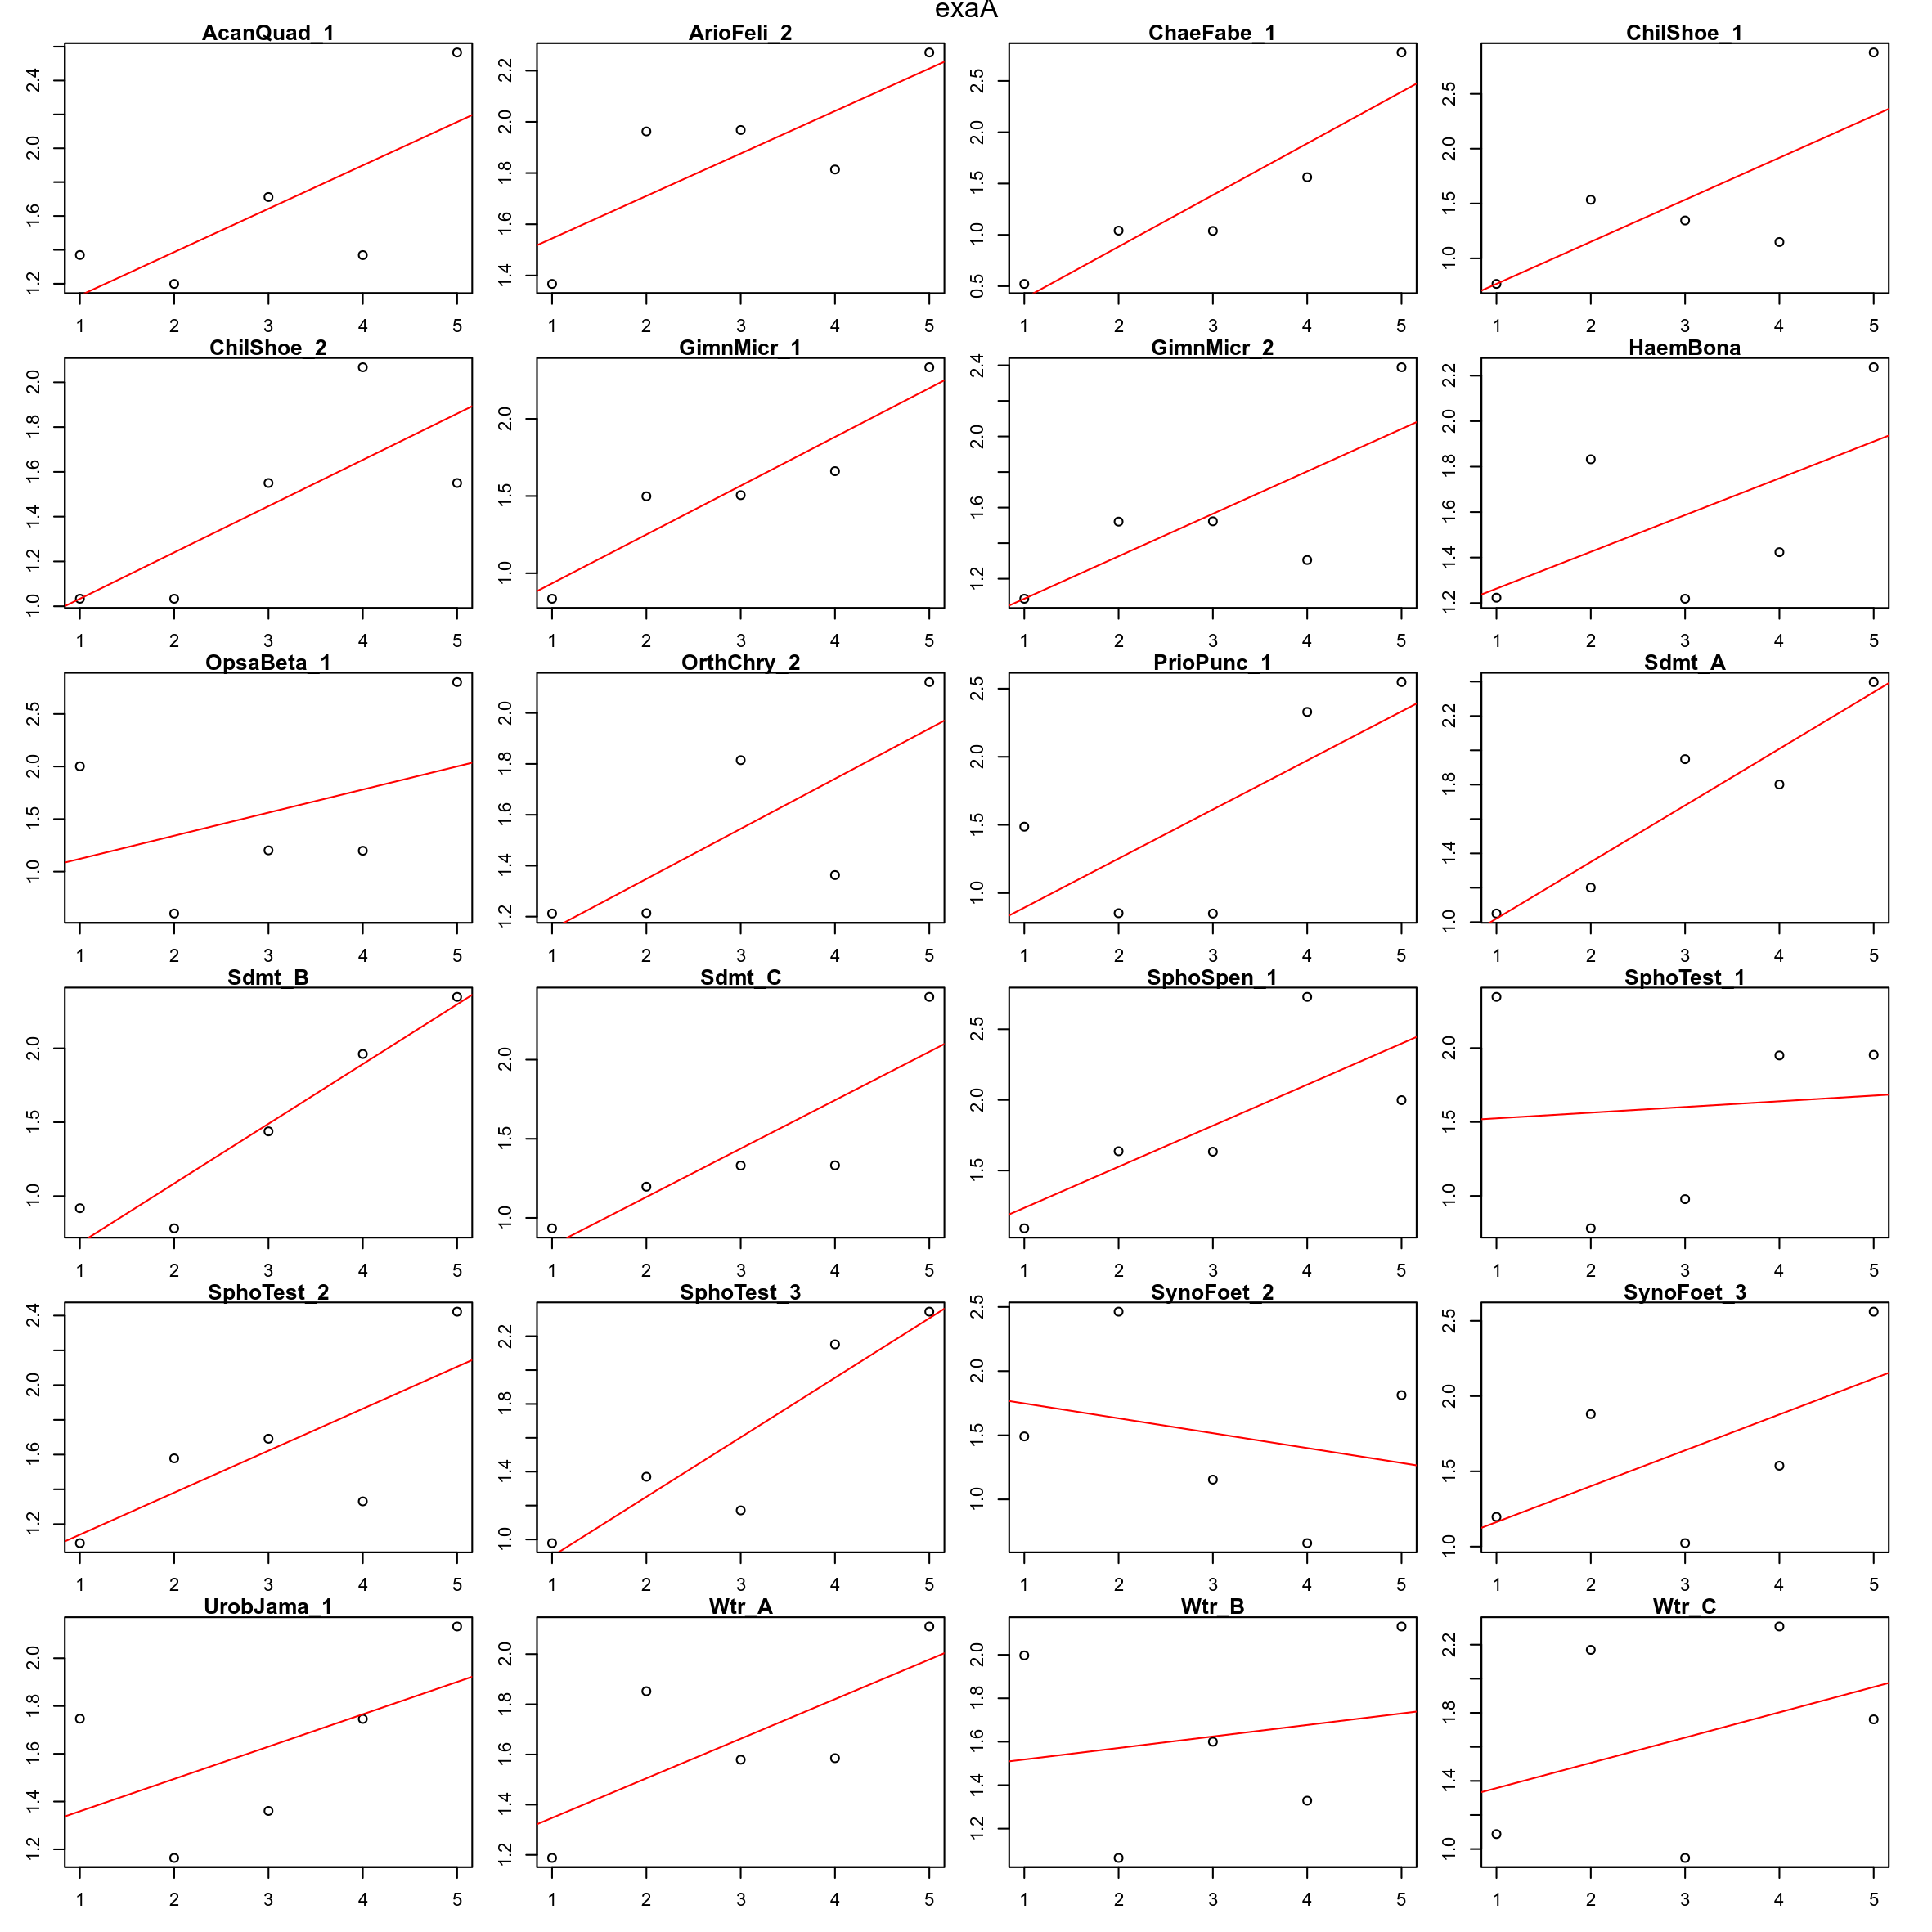 exaA
AcanQuad_1 ArioFeli_2 ChaeFabe_1 ChilShoe_1
1.2 1.6 2.0 2.4 1.4 1.6 1.8 2.0 2.2 0.5 1.0 1.5 2.0 2.5 1.0 1.5 2.0 2.5
1 2 3 4 5 1 2 3 4 5 1 2 3 4 5 1 2 3 4 5
ChilShoe_2 GimnMicr_1 GimnMicr_2 HaemBona
1.0 1.2 1.4 1.6 1.8 2.0 1.0 1.5 2.0 1.2 1.6 2.0 2.4 1.2 1.4 1.6 1.8 2.0 2.2
1 2 3 4 5 1 2 3 4 5 1 2 3 4 5 1 2 3 4 5
OpsaBeta_1 OrthChry_2 PrioPunc_1 Sdmt_A
1.0 1.5 2.0 2.5 1.2 1.4 1.6 1.8 2.0 1.0 1.5 2.0 2.5 1.0 1.4 1.8 2.2
1 2 3 4 5 1 2 3 4 5 1 2 3 4 5 1 2 3 4 5
Sdmt_B Sdmt_C SphoSpen_1 SphoTest_1
1.0 1.5 2.0 1.0 1.5 2.0 1.5 2.0 2.5 1.0 1.5 2.0
1 2 3 4 5 1 2 3 4 5 1 2 3 4 5 1 2 3 4 5
SphoTest_2 SphoTest_3 SynoFoet_2 SynoFoet_3
1.2 1.6 2.0 2.4 1.0 1.4 1.8 2.2 1.0 1.5 2.0 2.5 1.0 1.5 2.0 2.5
1 2 3 4 5 1 2 3 4 5 1 2 3 4 5 1 2 3 4 5
UrobJama_1 Wtr_A Wtr_B Wtr_C
1.2 1.4 1.6 1.8 2.0 1.2 1.4 1.6 1.8 2.0 1.2 1.4 1.6 1.8 2.0 1.0 1.4 1.8 2.2
1 2 3 4 5 1 2 3 4 5 1 2 3 4 5 1 2 3 4 5